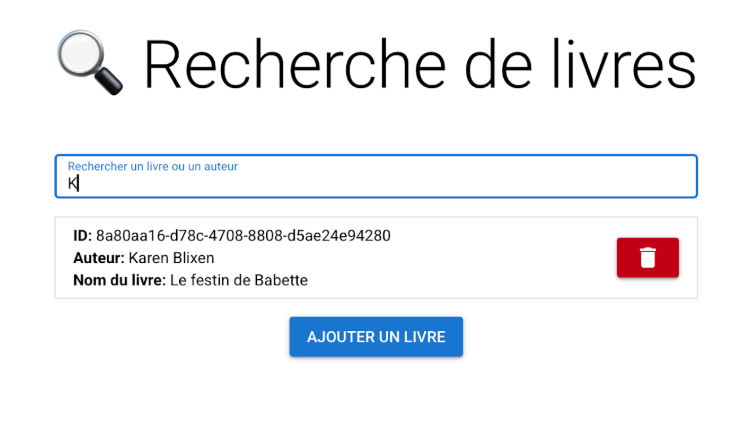 Recherche de livres
Rechercher un livre ou un auteur
K
ID: 8a80aa16-d78c-4708-8808-d5ae24e94280
Auteur: Karen Blixen
Nom du livre: Le festin de Babette
AJOUTER UN LIVRE